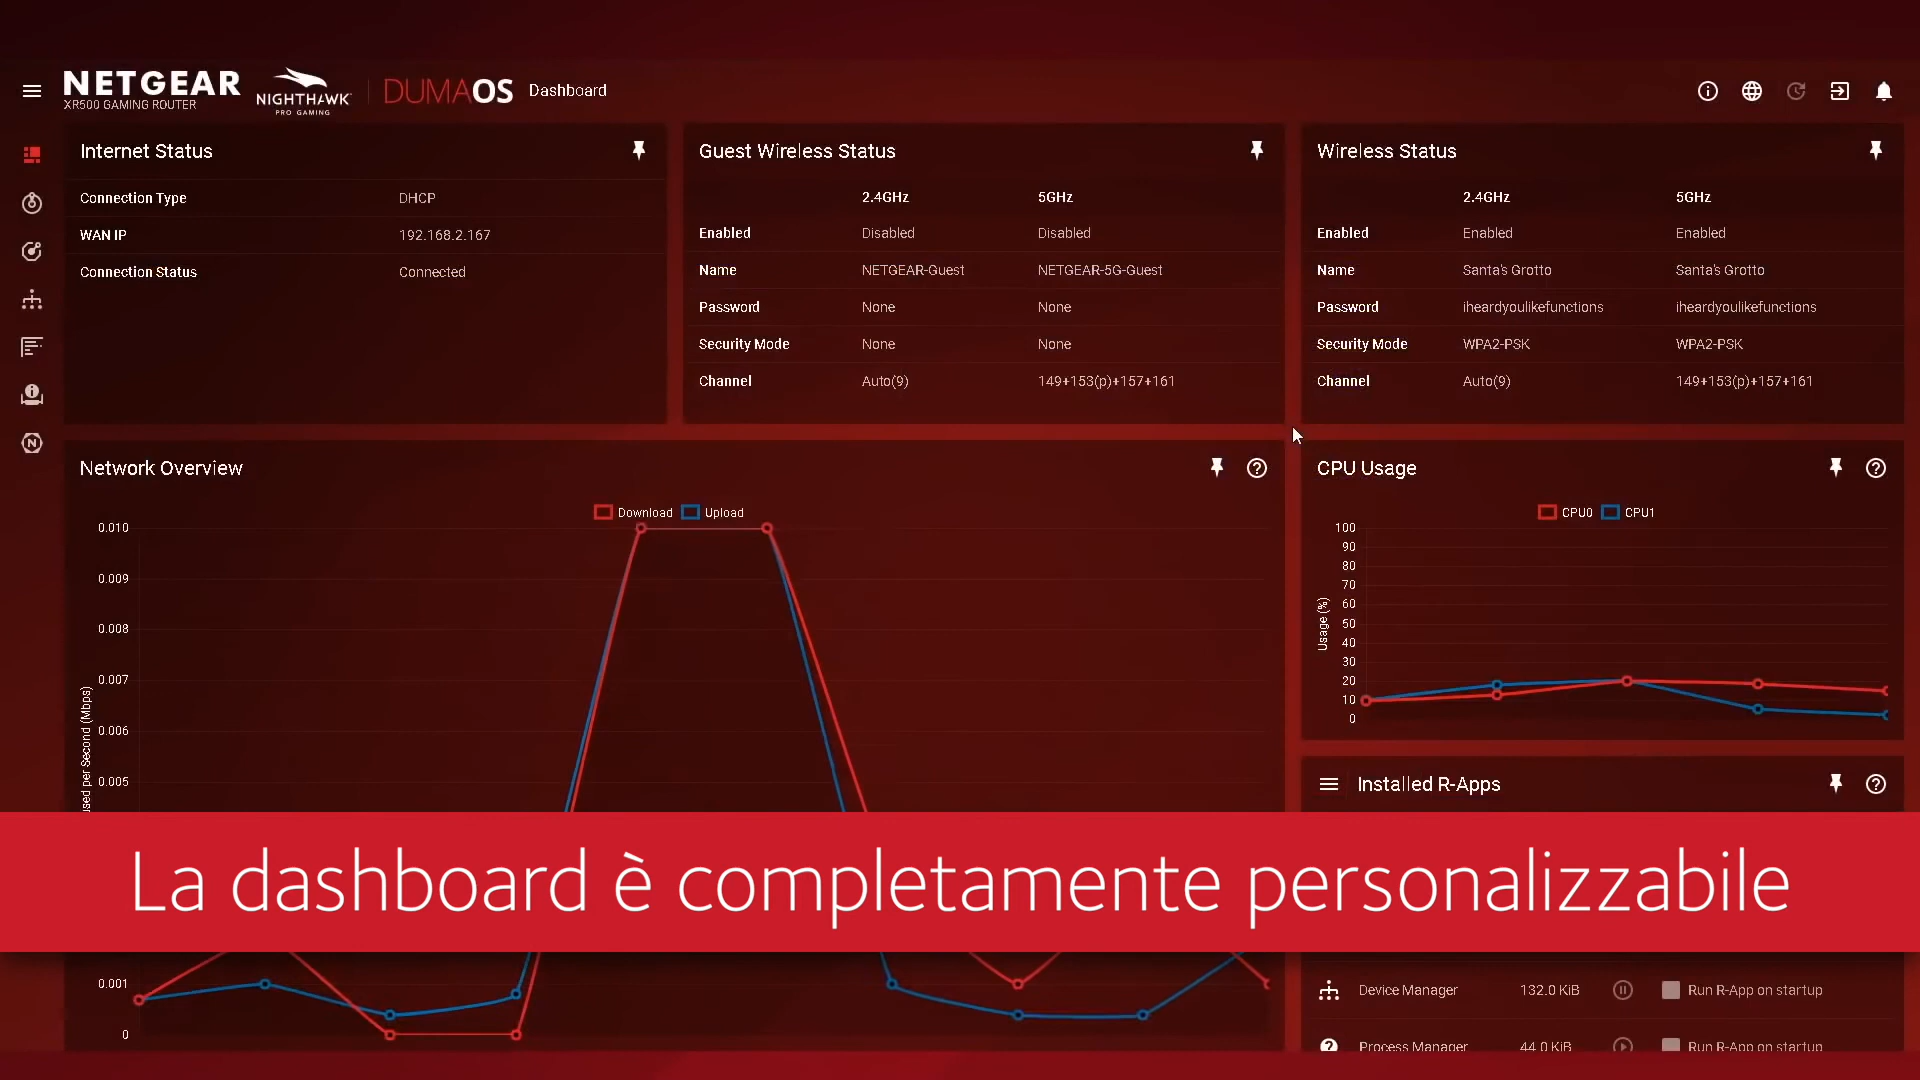 NETGEAR
XR500 GAMING ROUTER
NIGHTHAWK
PRO GAMING
DUMAOS Dashboard
Internet Status
Connection Type DHCP
WAN IP 192.168.2.167
Connection Status Connected
Guest Wireless Status
2.4GHz 5GHz
Enabled Disabled Disabled
Name NETGEAR-Guest NETGEAR-5G-Guest
Password None None
Security Mode None None
Channel Auto(9) 149+153(p)+157+161
Wireless Status
2.4GHz 5GHz
Enabled Enabled Enabled
Name Santa's Grotto Santa's Grotto
Password iheardyoulikefunctions iheardyoulikefunctions
Security Mode WPA2-PSK WPA2-PSK
Channel Auto(9) 149+153(p)+157+161
Network Overview
Download Upload
0.010
0.009
0.008
0.007
0.006
0.005
0.001
0
used per Second (Mbps)
CPU Usage
CPU0 CPU1
100
90
80
70
60
50
40
30
20
10
0
Usage (%)
Installed R-Apps
La dashboard è completamente personalizzabile
Device Manager 132.0 KiB Run R-App on startup
Process Manager 44.0 KiB Run R-App on startup